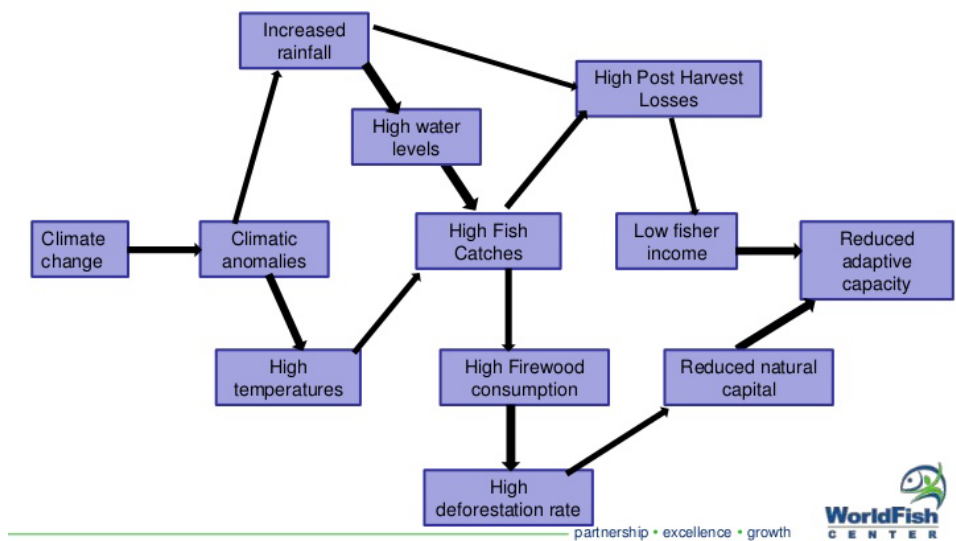 Increased
rainfall
High Post Harvest
Losses
High water
levels
Climate
change
Climatic
anomalies
High Fish
Catches
Low fisher
income
Reduced
adaptive
capacity
High
temperatures
High Firewood
consumption
Reduced natural
capital
High
deforestation rate
partnership • excellence • growth
WorldFish
CENTER